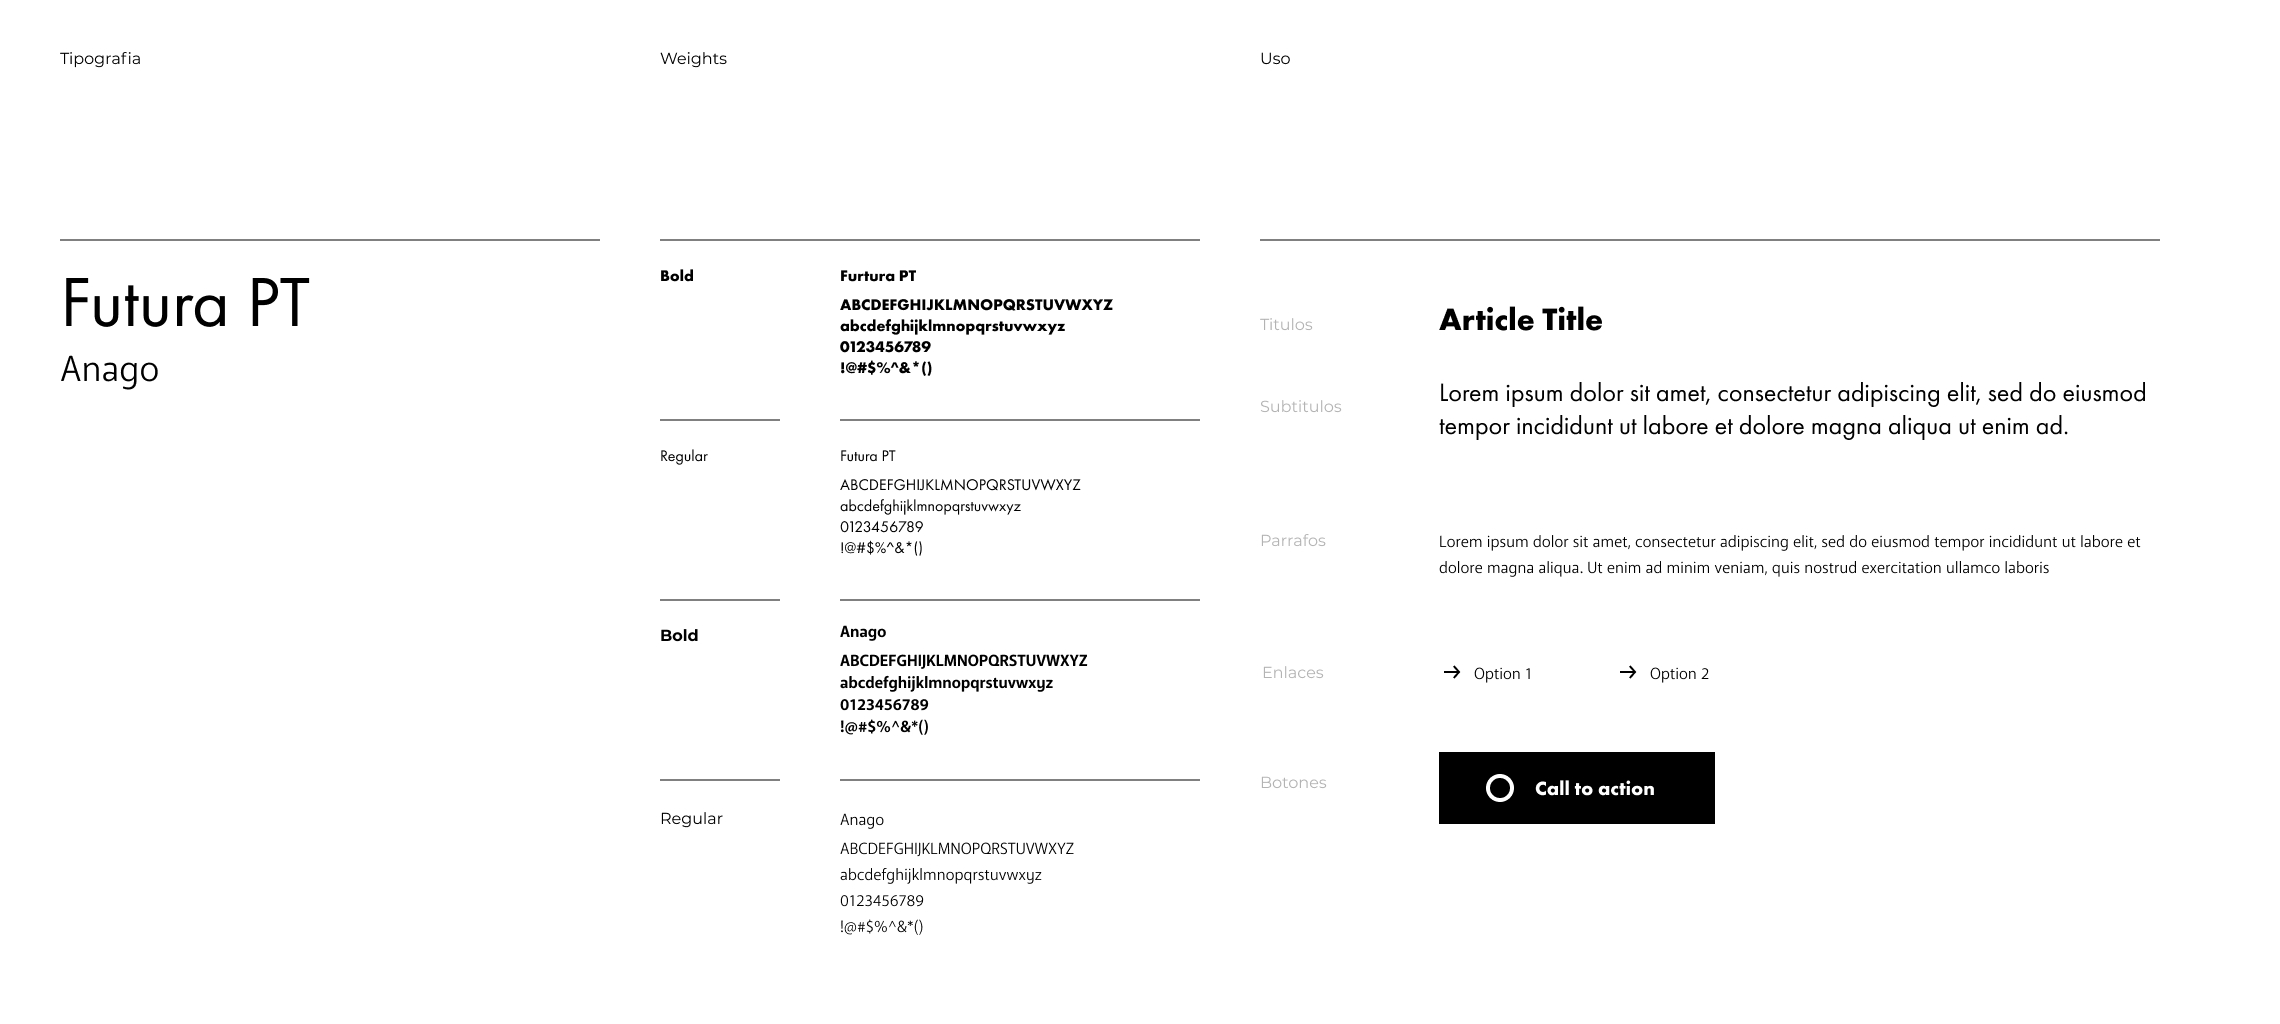 Tipografia
Weights
Uso
Futura PT
Anago
Bold
Furtura PT
ABCDEFGHIJKLMNOPQRSTUVWXYZ
abcdefghijklmnopqrstuvwxyz
0123456789
!@#$%^&*()
Regular
Futura PT
ABCDEFGHIJKLMNOPQRSTUVWXYZ
abcdefghijklmnopqrstuvwxyz
0123456789
!@#$%^&*()
Bold
Anago
ABCDEFGHIJKLMNOPQRSTUVWXYZ
abcdefghijklmnopqrstuvwxyz
0123456789
!@#$%^&*()
Regular
Anago
ABCDEFGHIJKLMNOPQRSTUVWXYZ
abcdefghijklmnopqrstuvwxyz
0123456789
!@#$%^&*()
Titulos
Article Title
Subtitulos
Lorem ipsum dolor sit amet, consectetur adipiscing elit, sed do eiusmod
tempor incididunt ut labore et dolore magna aliqua ut enim ad.
Parrafos
Lorem ipsum dolor sit amet, consectetur adipiscing elit, sed do eiusmod tempor incididunt ut labore et
dolore magna aliqua. Ut enim ad minim veniam, quis nostrud exercitation ullamco laboris
Enlaces
→ Option 1
→ Option 2
Botones
Call to action